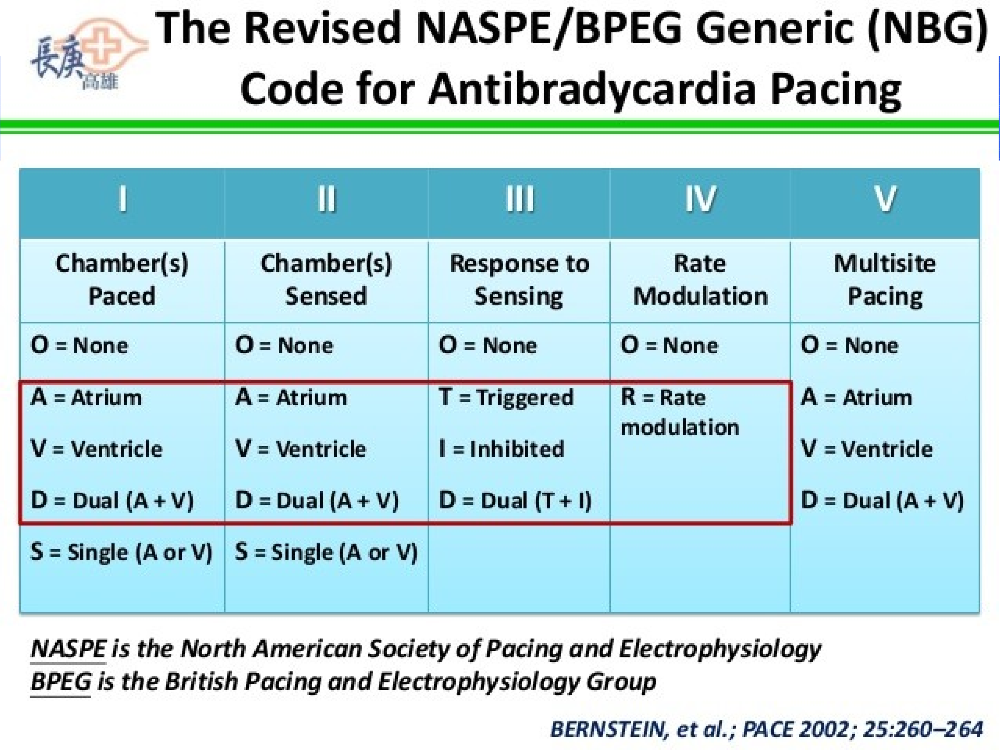 The Revised NASPE/BPEG Generic (NBG)
Code for Antibradycardia Pacing
長庚
高雄
I II III IV V
Chamber(s) Paced
Chamber(s) Sensed
Response to Sensing
Rate Modulation
Multisite Pacing
O = None
A = Atrium
V = Ventricle
D = Dual (A + V)
S = Single (A or V)
O = None
A = Atrium
V = Ventricle
D = Dual (A + V)
S = Single (A or V)
O = None
T = Triggered
I = Inhibited
D = Dual (T + I)
O = None
R = Rate
modulation
O = None
A = Atrium
V = Ventricle
D = Dual (A + V)
NASPE is the North American Society of Pacing and Electrophysiology
BPEG is the British Pacing and Electrophysiology Group
BERNSTEIN, et al.; PACE 2002; 25:260–264